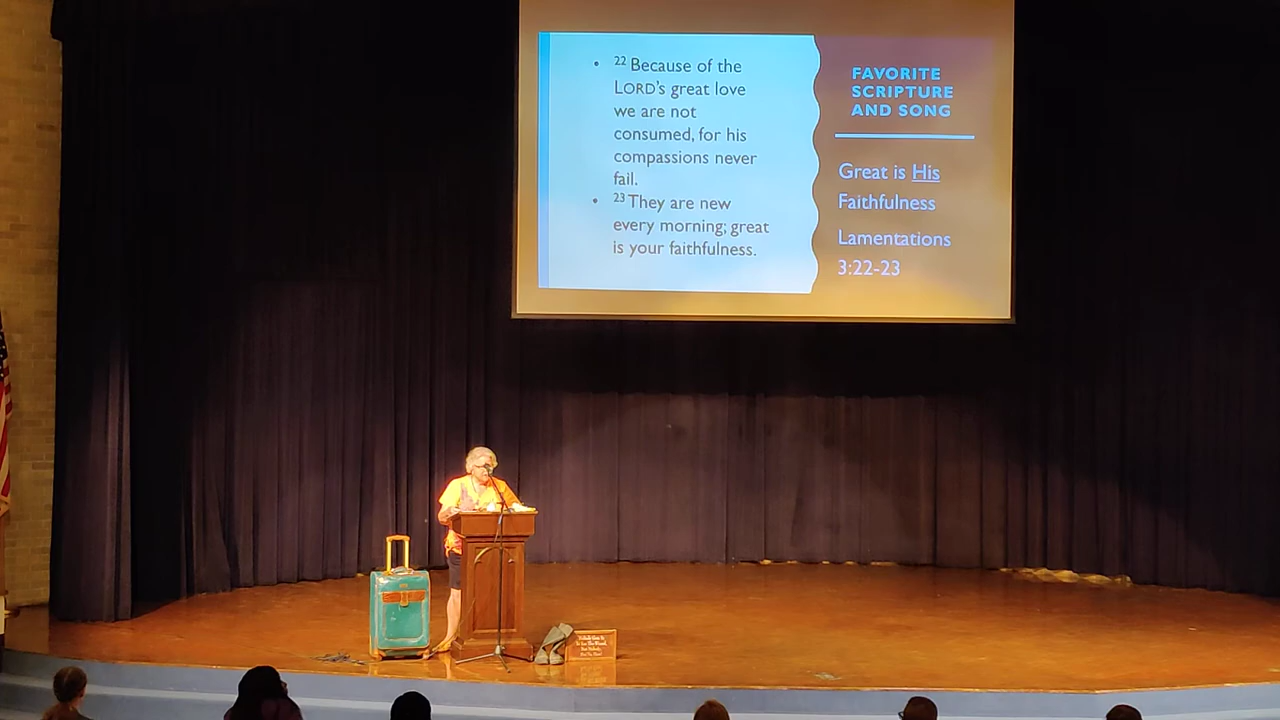 • ²² Because of the
LORD's great love
we are not
consumed, for his
compassions never
fail.
• ²³ They are new
every morning; great
is your faithfulness.
FAVORITE
SCRIPTURE
AND SONG
Great is His
Faithfulness
Lamentations
3:22-23